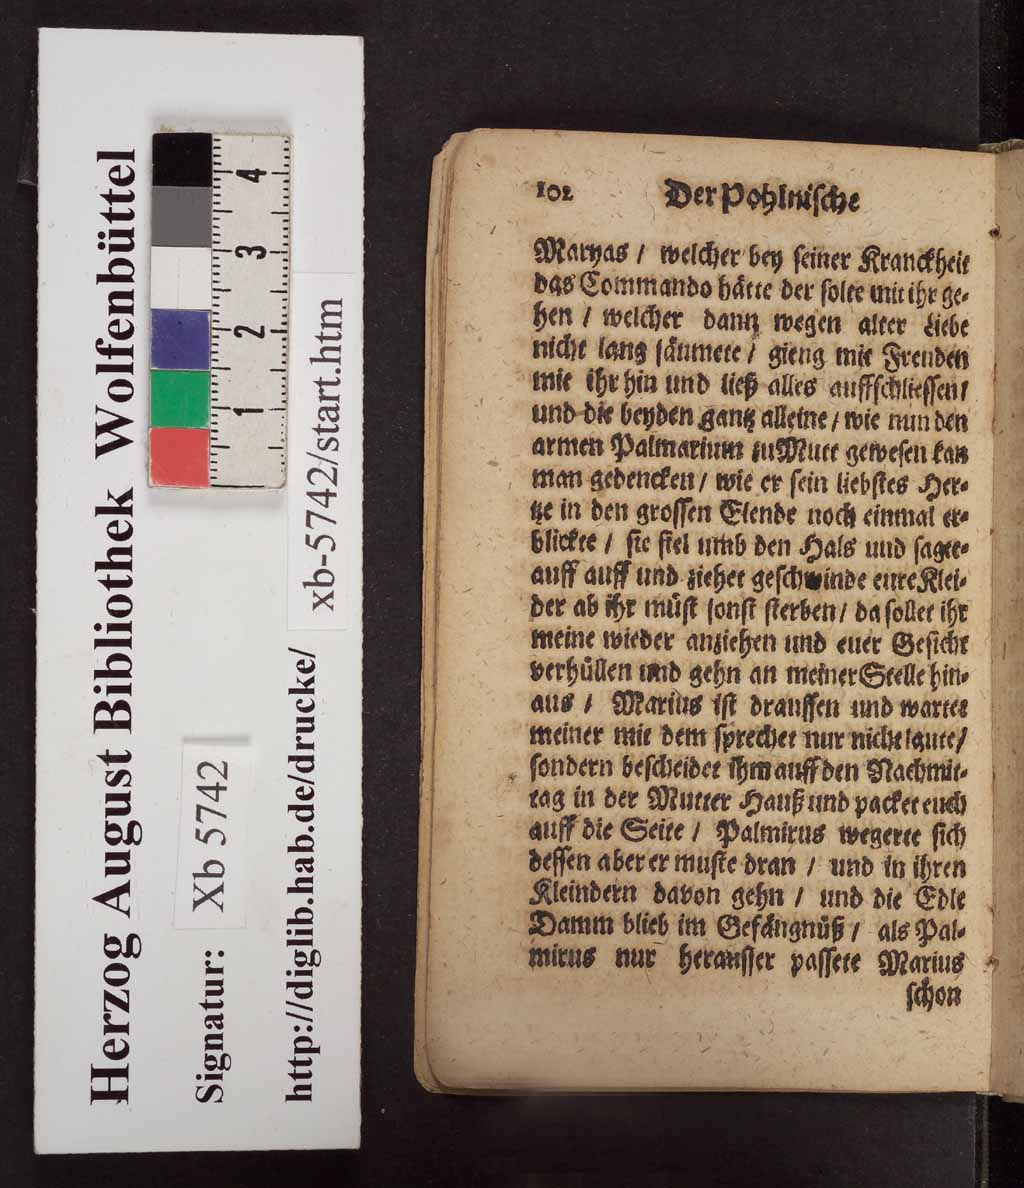 Herzog August Bibliothek Wolfenbüttel
Signatur: Xb 5742
http://diglib.hab.de/drucke/ xb-5742/start.htm
1 2 3 4
102 Der Pohlnische
Maryas / welcher bey seiner Kranckheit
das Commando hätte der solte mit ihr ge-
hen / welcher dann wegen alter Liebe
nicht lang säumete / gieng mit Freuden
mit ihr hin und ließ alles auffschliessen /
und die beyden gantz alleine / wie nun den
armen Palmarium zu Mutt gewesen kan
man gedencken / wie er sein liebstes Her-
tze in den grossen Elende noch einmal er-
blickte / sie fiel umb den Hals und sagte-
auff auff und ziehet geschwinde eure Klei-
der ab ihr müst sonst sterben / da sollet ihr
meine wieder anziehen und euer Gesicht
verhüllen und gehn an meiner Stelle hin-
aus / Marius ist draussen und wartet
meiner mit dem sprechet nur nicht laute /
sondern bescheidet ihm auff den Nachmit-
tag in der Mutter Hauß und packet euch
auff die Seite / Palmirus wegerte sich
dessen aber er muste dran / und in ihren
Kleindern davon gehn / und die Edle
Damm blieb im Gefängnüß / als Pal-
mirus nur heransser passete Marius
schon